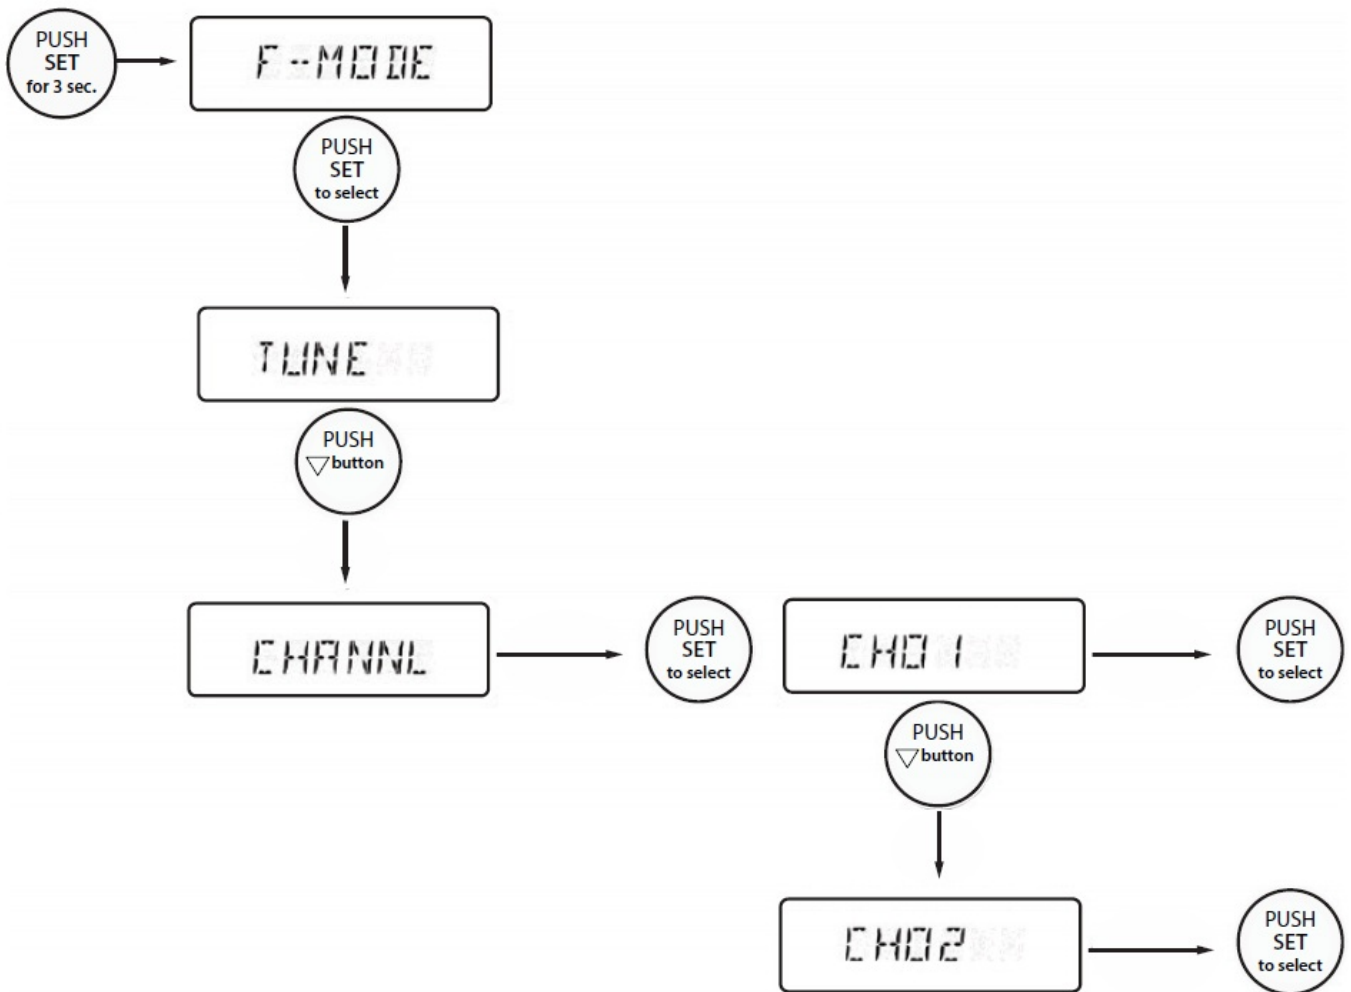 PUSH
SET
for 3 sec.
F--MODE
PUSH
SET
to select
TUNE
PUSH
▽ button
CHANNL
PUSH
SET
to select
CH01
PUSH
SET
to select
PUSH
▽ button
CH02
PUSH
SET
to select